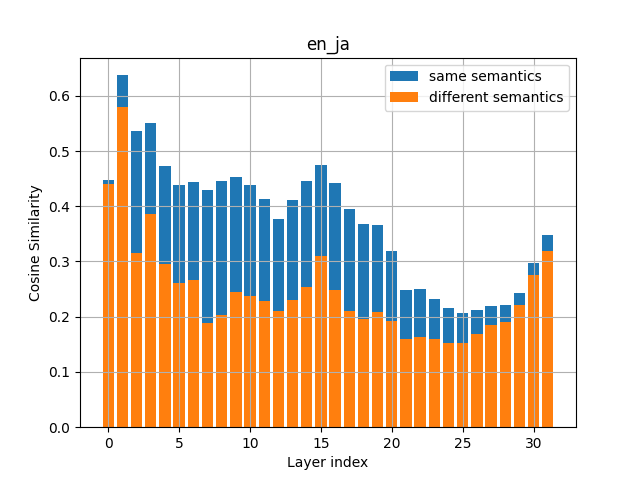 en_ja
same semantics
different semantics
Cosine Similarity
0.6
0.5
0.4
0.3
0.2
0.1
0.0
0 5 10 15 20 25 30
Layer index